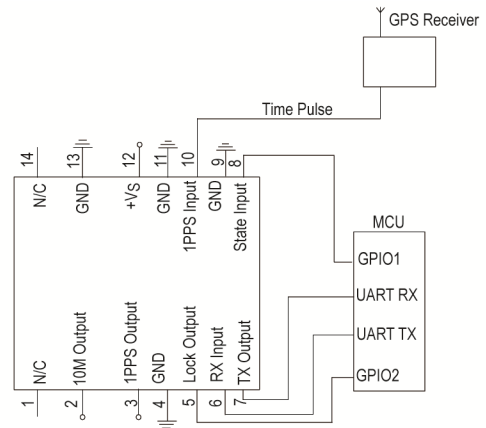 GPS Receiver
Time Pulse
14
13
12
11
10
9
8
N/C
GND
+VS
GND
1PPS Input
GND
State Input
MCU
GPIO1
UART RX
UART TX
GPIO2
N/C
10M Output
1PPS Output
GND
Lock Output
RX Input
TX Output
1
2
3
4
5
6
7